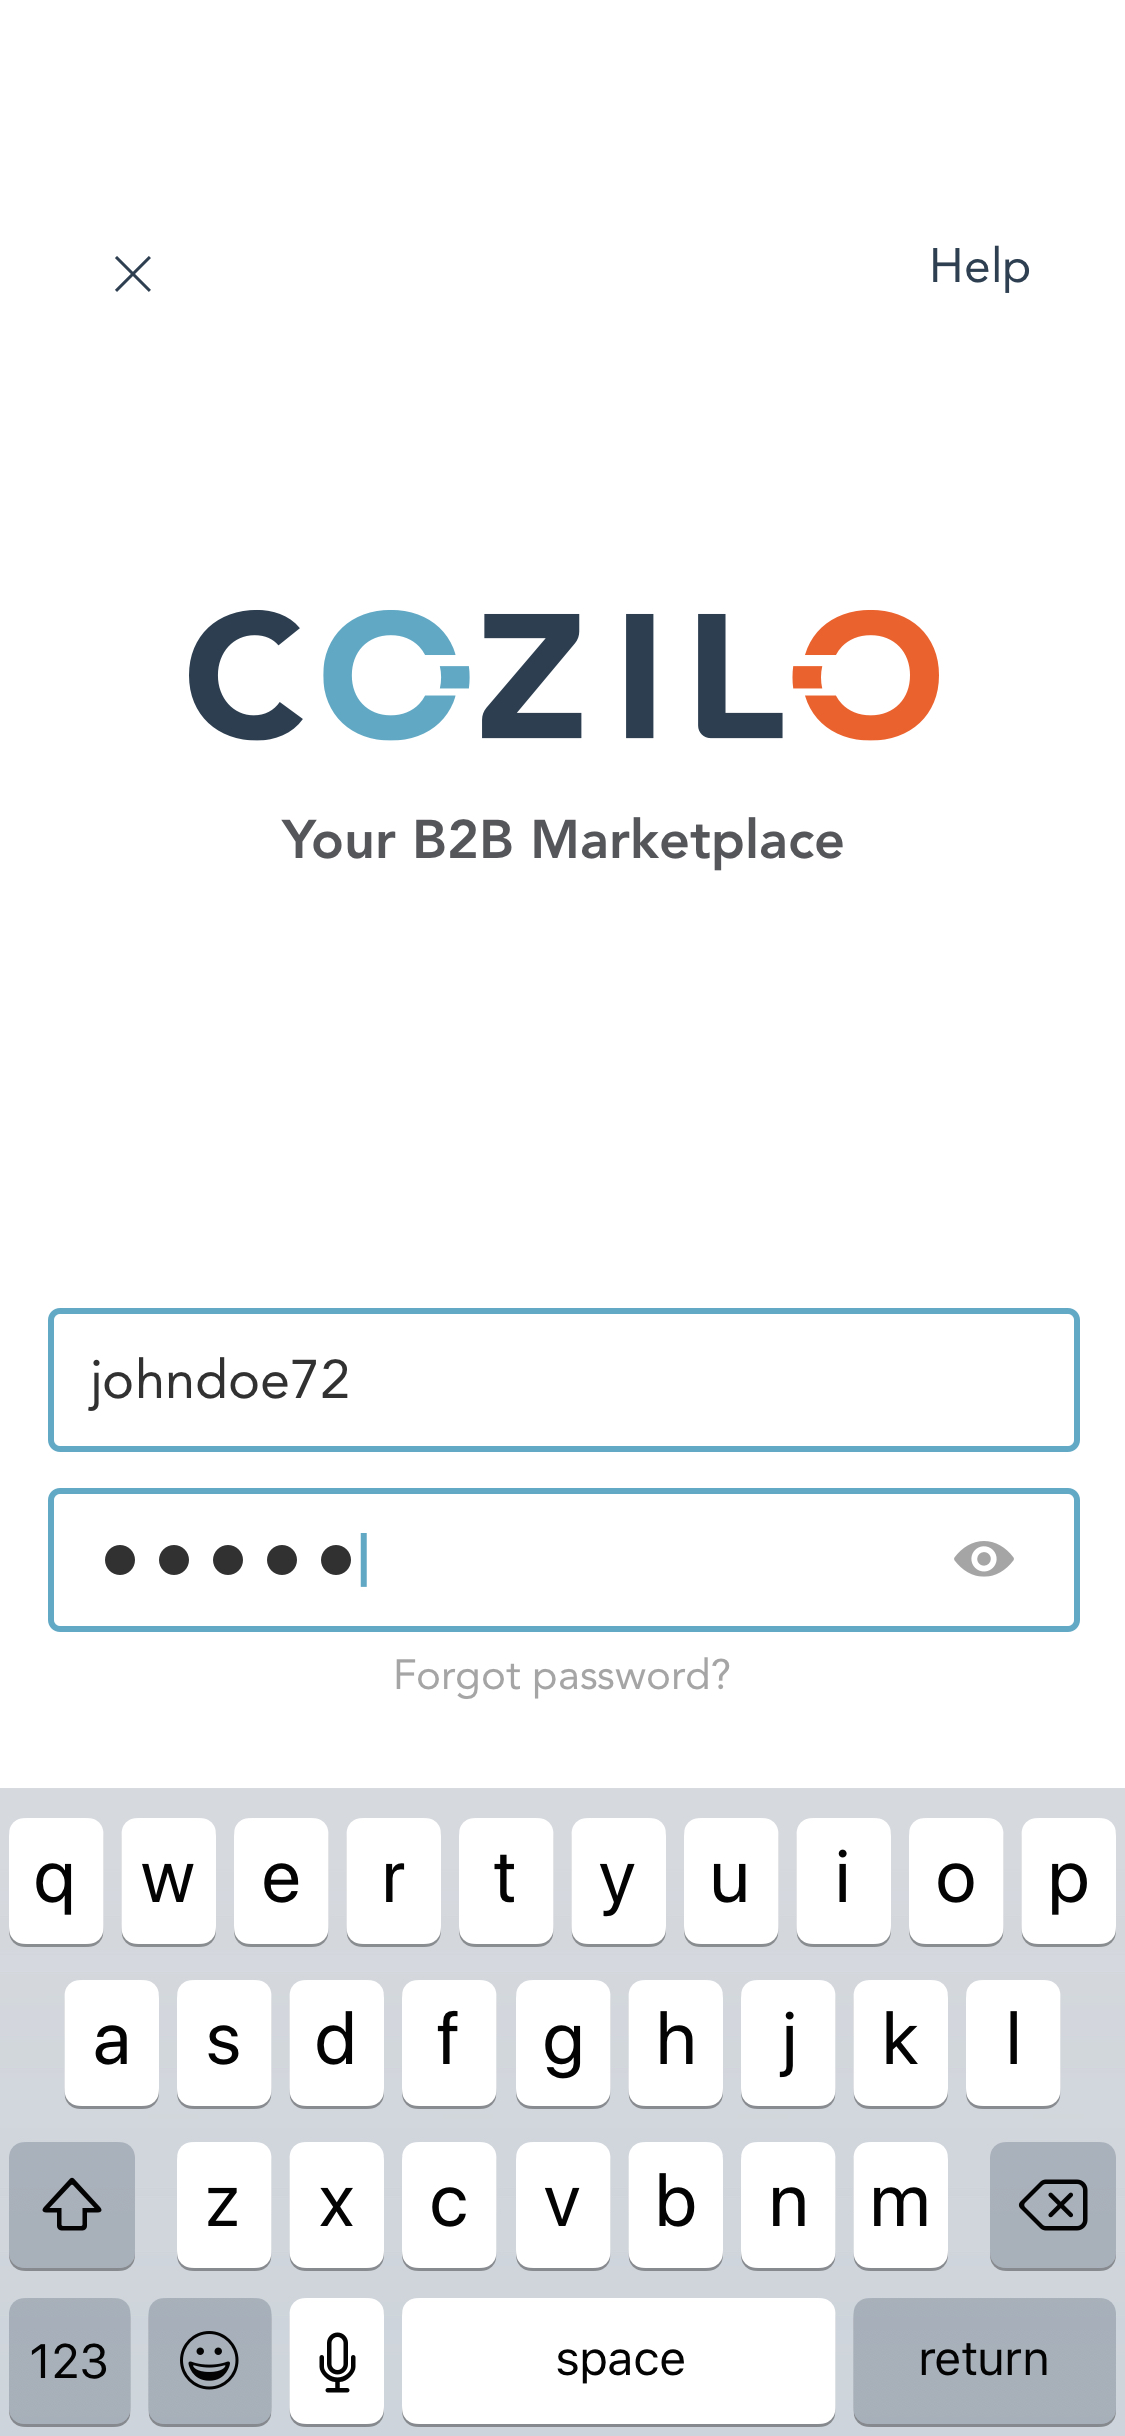 Help
COZILO
Your B2B Marketplace
johndoe72
Forgot password?
q w e r t y u i o p
a s d f g h j k l
z x c v b n m
123 space return